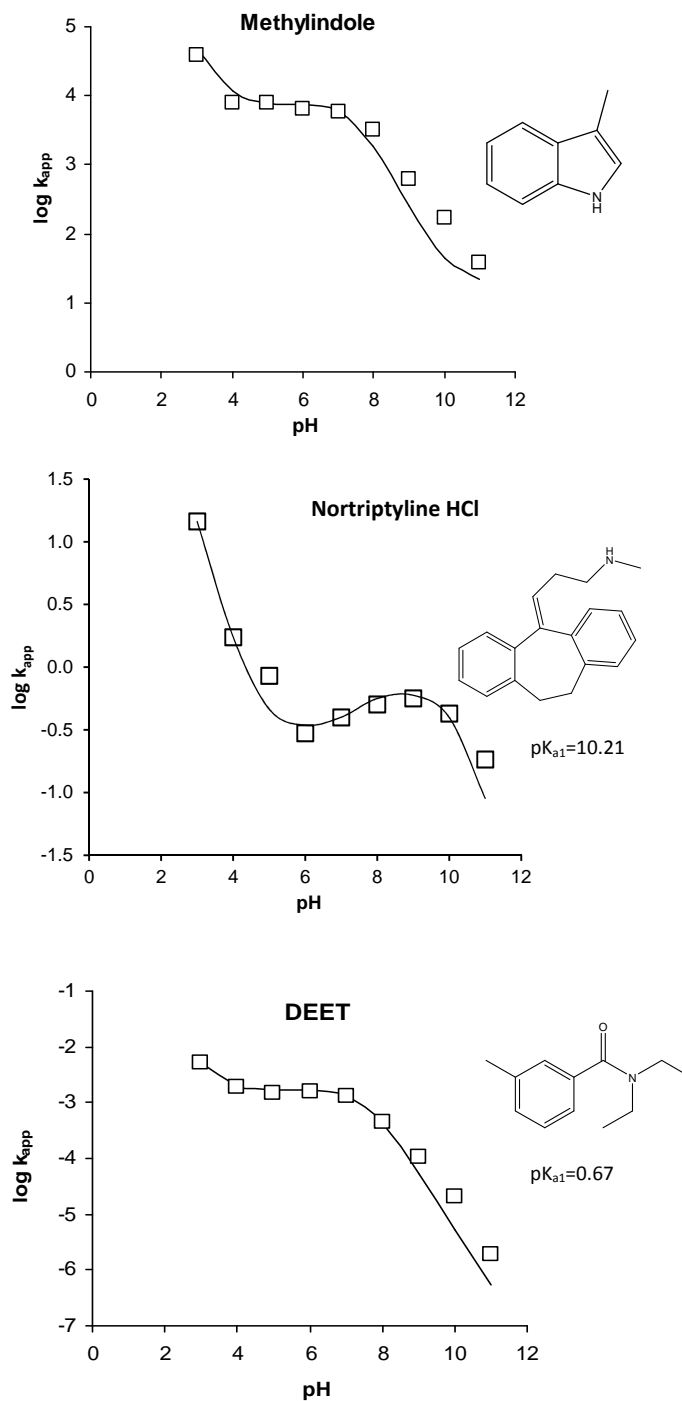 Methylindole
5
4
3
2
1
0
log kapp
0 2 4 6 8 10 12
pH
N
H
Nortriptyline HCl
1.5
1.0
0.5
0.0
-0.5
-1.0
-1.5
log kapp
0 2 4 6 8 10 12
pH
H
N
pKa1=10.21
DEET
-1
-2
-3
-4
-5
-6
-7
log kapp
0 2 4 6 8 10 12
pH
O
N
pKa1=0.67